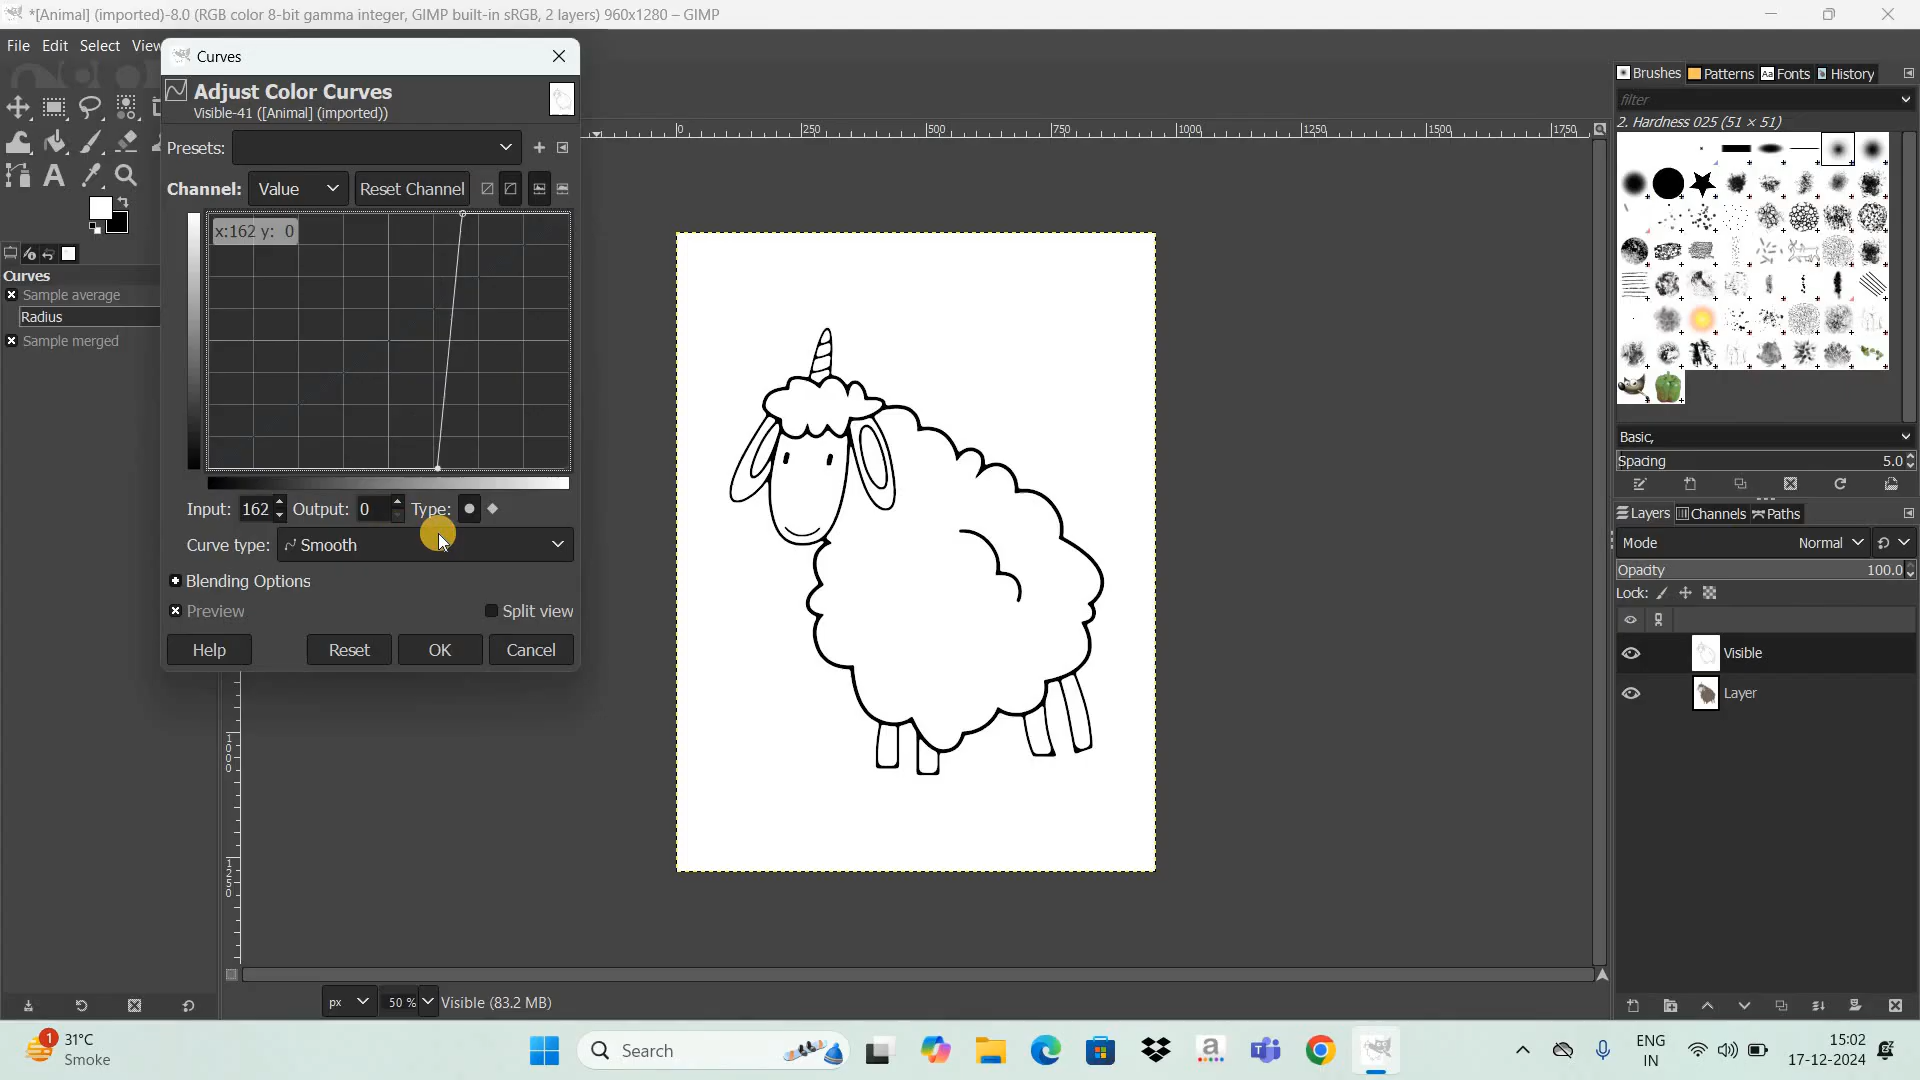 *[Animal] (imported)-8.0 (RGB color 8-bit gamma integer, GIMP built-in sRGB, 2 layers) 960x1280 – GIMP
File Edit Select View
Curves
Adjust Color Curves
Visible-41 ([Animal] (imported))
Presets:
Channel: Value Reset Channel
x:162 y: 0
Input: 162 Output: 0 Type:
Curve type: Smooth
Blending Options
Preview Split view
Help Reset OK Cancel
Curves
Sample average
Radius
Sample merged
0 250 500 750 1000 1250 1500 1750
1000
1250
px 50 % Visible (83.2 MB)
Brushes Patterns Fonts History
filter
2. Hardness 025 (51 × 51)
Basic,
Spacing 5.0
Layers Channels Paths
Mode Normal
Opacity 100.0
Lock:
Visible
Layer
1 31°C
Smoke
Search
ENG
IN
15:02
17-12-2024